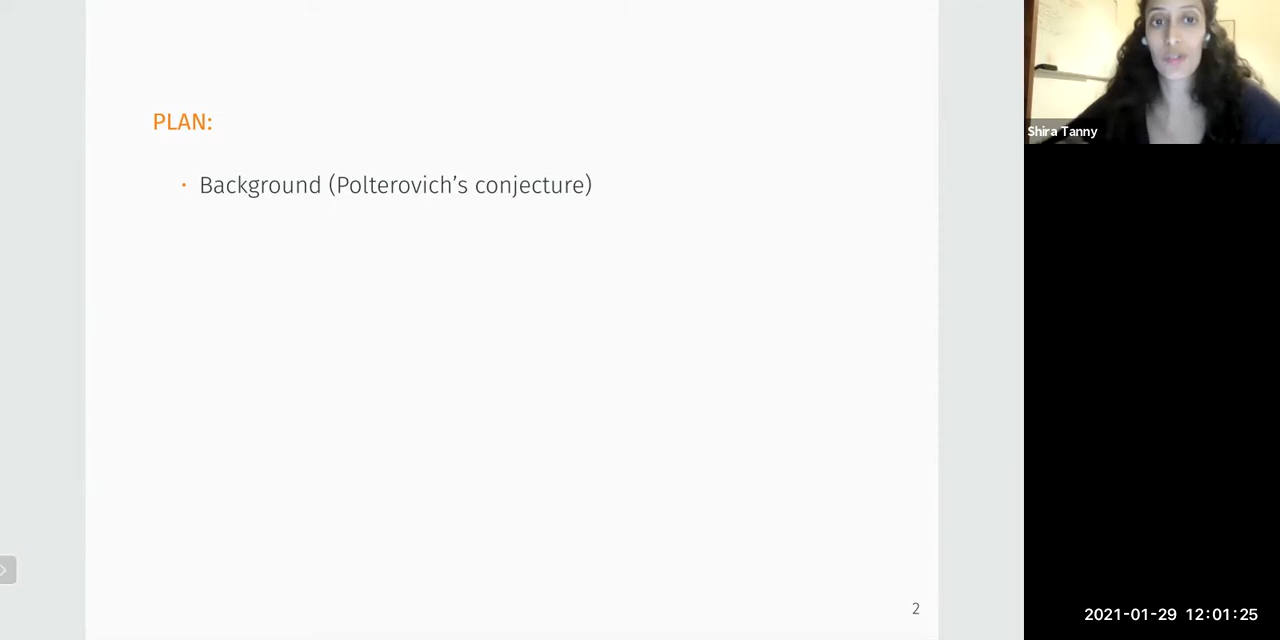 PLAN:
· Background (Polterovich’s conjecture)
2
Shira Tanny
2021-01-29 12:01:25